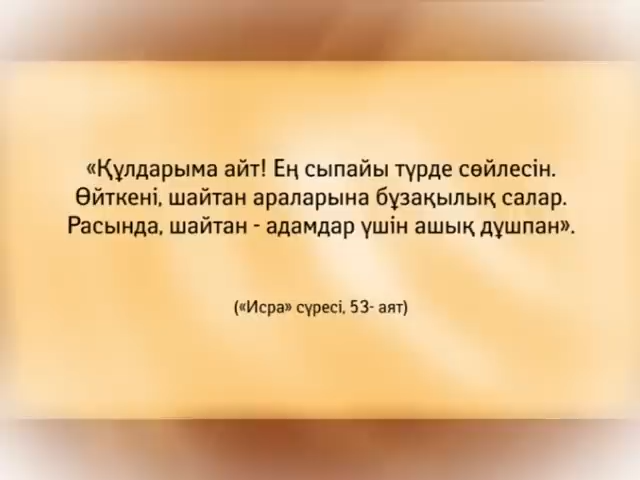 «Құлдарыма айт! Ең сыпайы түрде сөйлесін.
Өйткені, шайтан араларына бұзақылық салар.
Расында, шайтан - адамдар үшін ашық дұшпан».
(«Исра» сүресі, 53- аят)